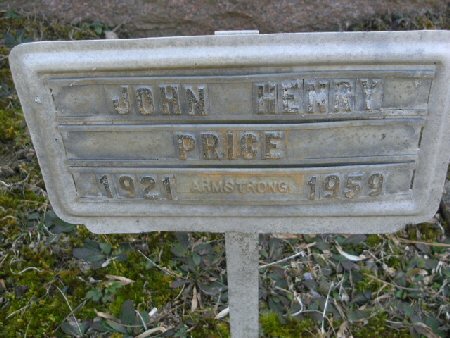 JOHN HENRY
PRICE
1921 ARMSTRONG 1959